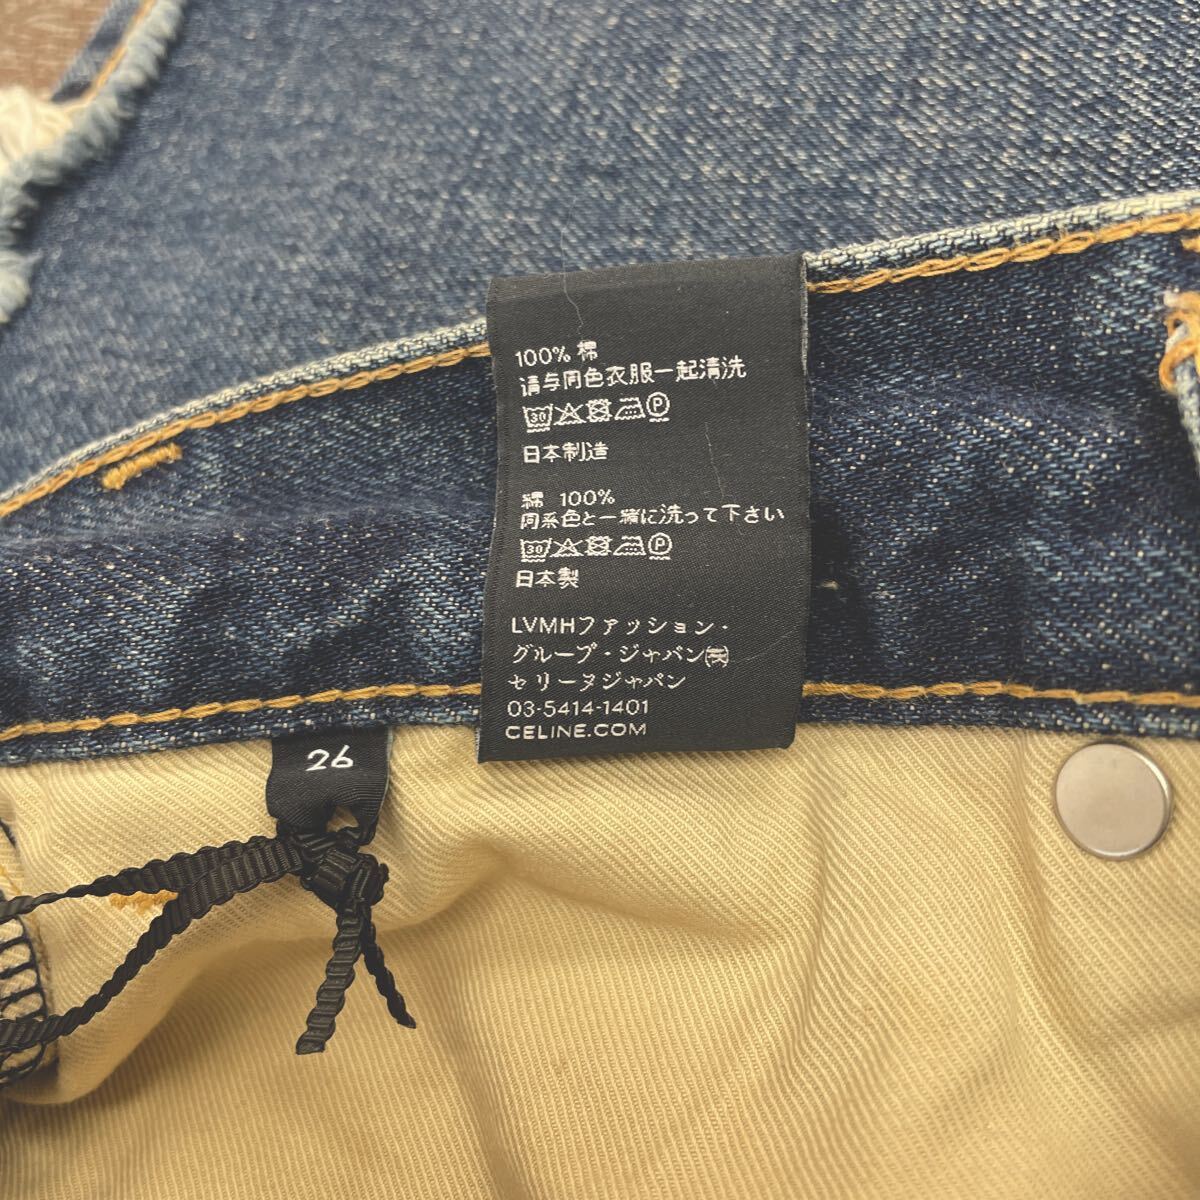 100% 棉
请与同色衣服一起清洗
30 P
日本制造
綿 100%
同系色と一緒に洗って下さい
30 P
日本製
LVMHファッション・
グループ・ジャパン㈱
セリーヌジャパン
03-5414-1401
CELINE.COM
26